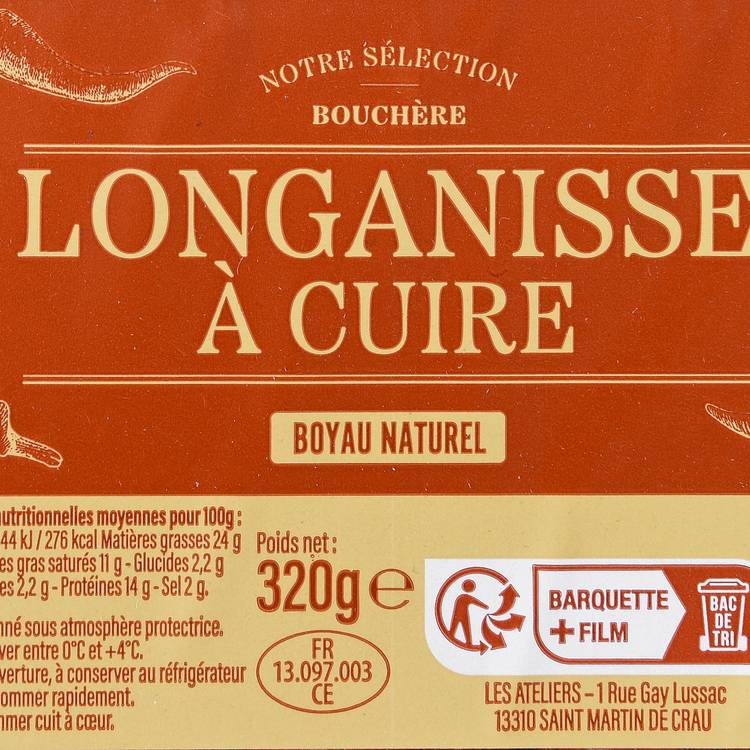 NOTRE SÉLECTION
BOUCHÈRE
LONGANISSE
À CUIRE
BOYAU NATUREL
nutritionnelles moyennes pour 100g :
44 kJ / 276 kcal Matières grasses 24 g
es gras saturés 11 g - Glucides 2,2 g
es 2,2 g - Protéines 14 g - Sel 2 g.
nné sous atmosphère protectrice.
ver entre 0°C et +4°C.
verture, à conserver au réfrigérateur
ommer rapidement.
mmer cuit à cœur.
Poids net :
320g e
FR
13.097.003
CE
BARQUETTE
+ FILM
BAC
DE
TRI
LES ATELIERS – 1 Rue Gay Lussac
13310 SAINT MARTIN DE CRAU